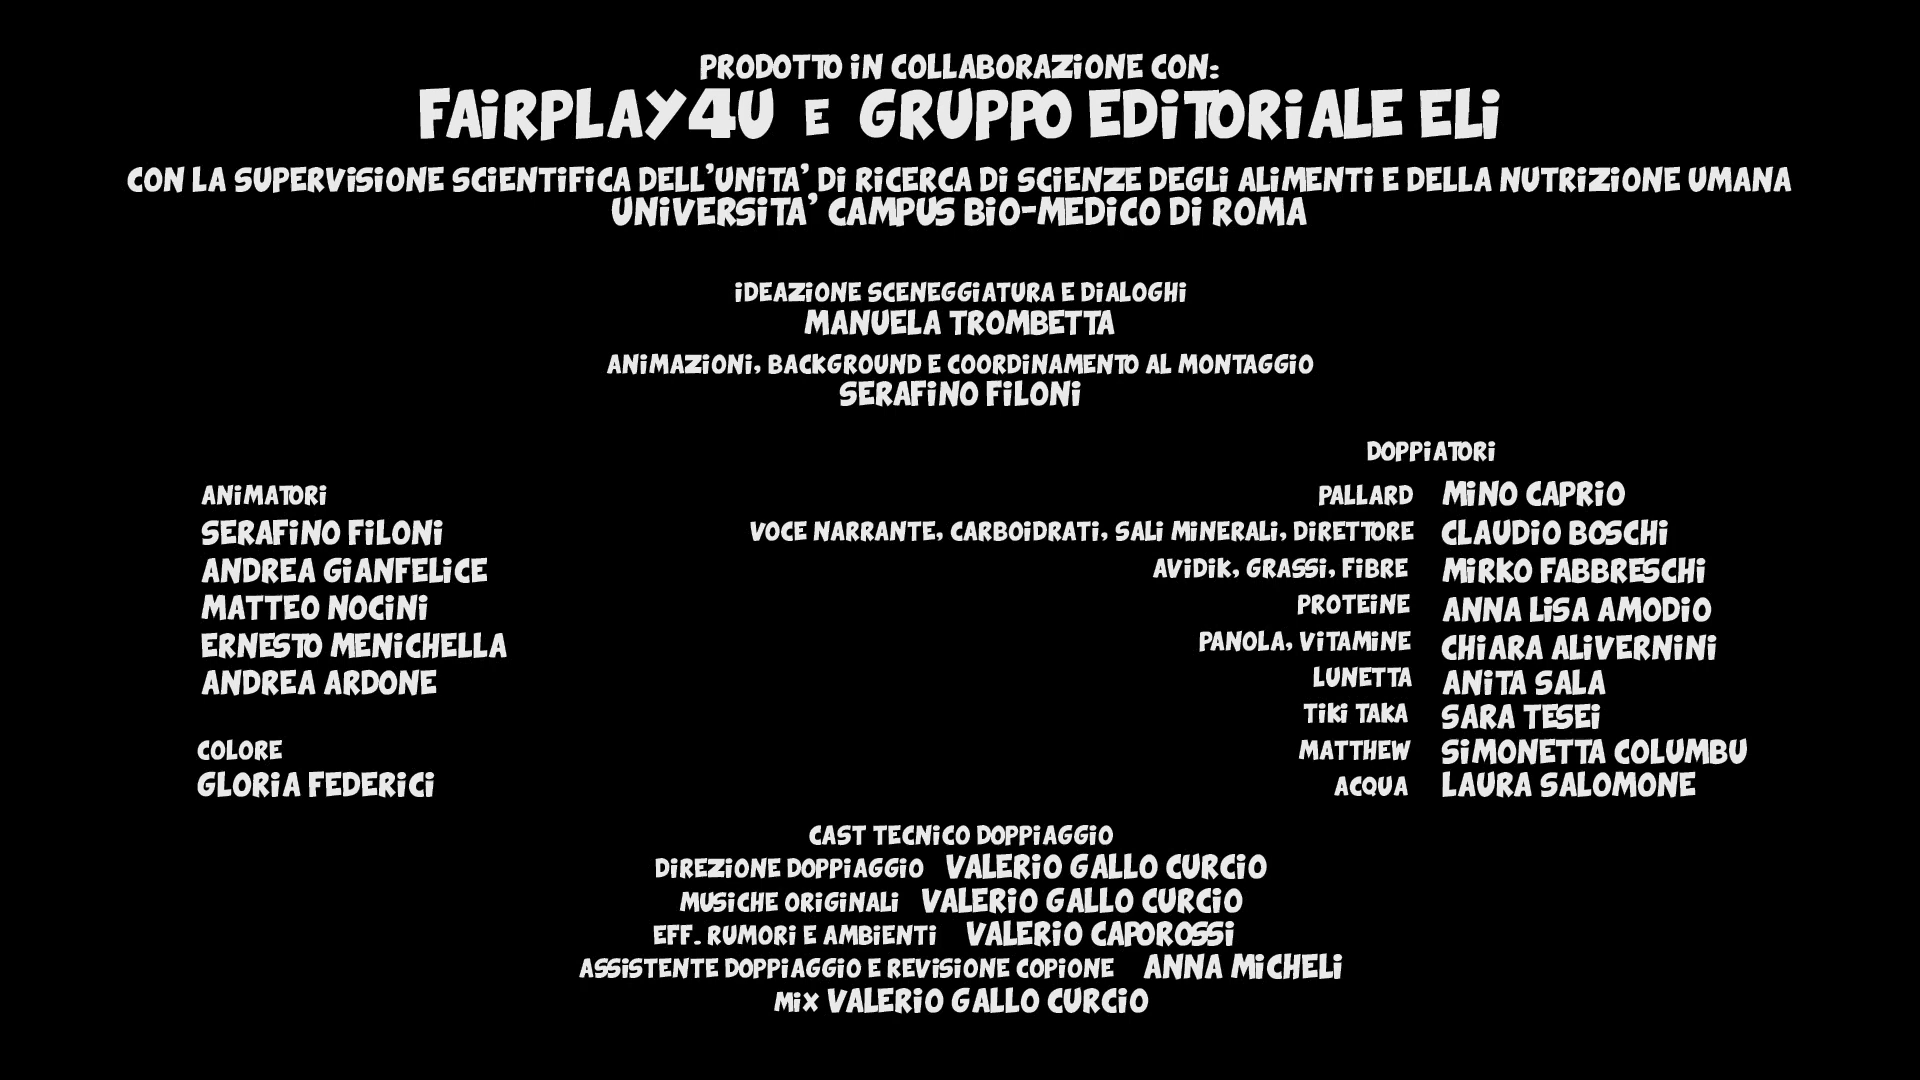 PRODOTTO IN COLLABORAZIONE CON:
FAIRPLAY4U E GRUPPO EDITORIALE ELI
CON LA SUPERVISIONE SCIENTIFICA DELL'UNITA' DI RICERCA DI SCIENZE DEGLI ALIMENTI E DELLA NUTRIZIONE UMANA
UNIVERSITA' CAMPUS BIO-MEDICO DI ROMA
IDEAZIONE SCENEGGIATURA E DIALOGHI
MANUELA TROMBETTA
ANIMAZIONI, BACKGROUND E COORDINAMENTO AL MONTAGGIO
SERAFINO FILONI
ANIMATORI
SERAFINO FILONI
ANDREA GIANFELICE
MATTEO NOCINI
ERNESTO MENICHELLA
ANDREA ARDONE
COLORE
GLORIA FEDERICI
DOPPIATORI
PALLARD MINO CAPRIO
VOCE NARRANTE, CARBOIDRATI, SALI MINERALI, DIRETTORE CLAUDIO BOSCHI
AVIDIK, GRASSI, FIBRE MIRKO FABBRESCHI
PROTEINE ANNA LISA AMODIO
PANOLA, VITAMINE CHIARA ALIVERNINI
LUNETTA ANITA SALA
TIKI TAKA SARA TESEI
MATTHEW SIMONETTA COLUMBU
ACQUA LAURA SALOMONE
CAST TECNICO DOPPIAGGIO
DIREZIONE DOPPIAGGIO VALERIO GALLO CURCIO
MUSICHE ORIGINALI VALERIO GALLO CURCIO
EFF. RUMORI E AMBIENTI VALERIO CAPOROSSI
ASSISTENTE DOPPIAGGIO E REVISIONE COPIONE ANNA MICHELI
MIX VALERIO GALLO CURCIO